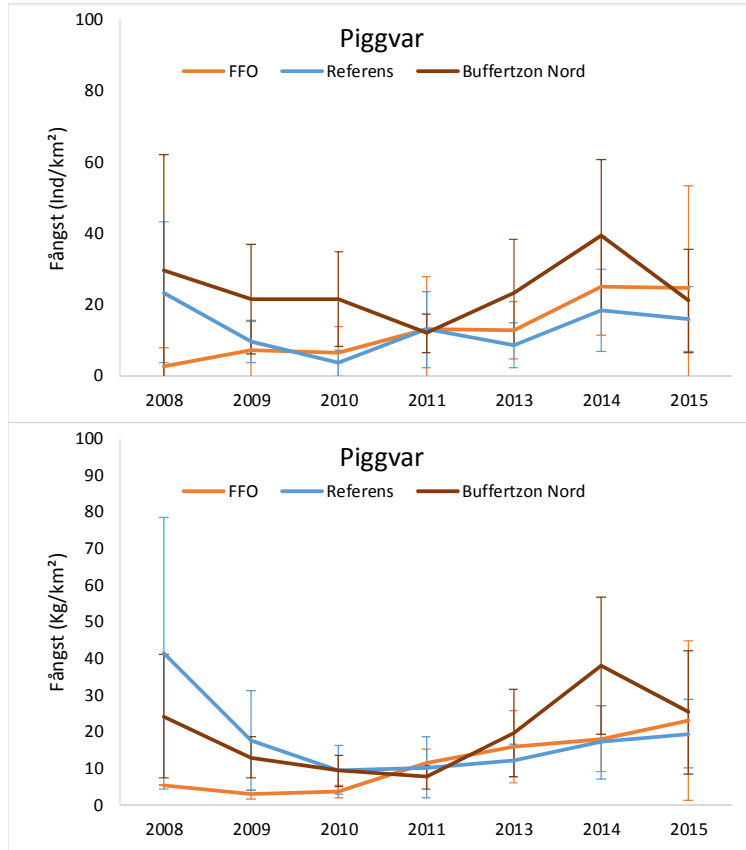 Piggvar
FFO Referens Buffertzon Nord
Fångst (Ind/km²)
100
80
60
40
20
0
2008 2009 2010 2011 2013 2014 2015
Piggvar
FFO Referens Buffertzon Nord
Fångst (Kg/km²)
100
90
80
70
60
50
40
30
20
10
0
2008 2009 2010 2011 2013 2014 2015